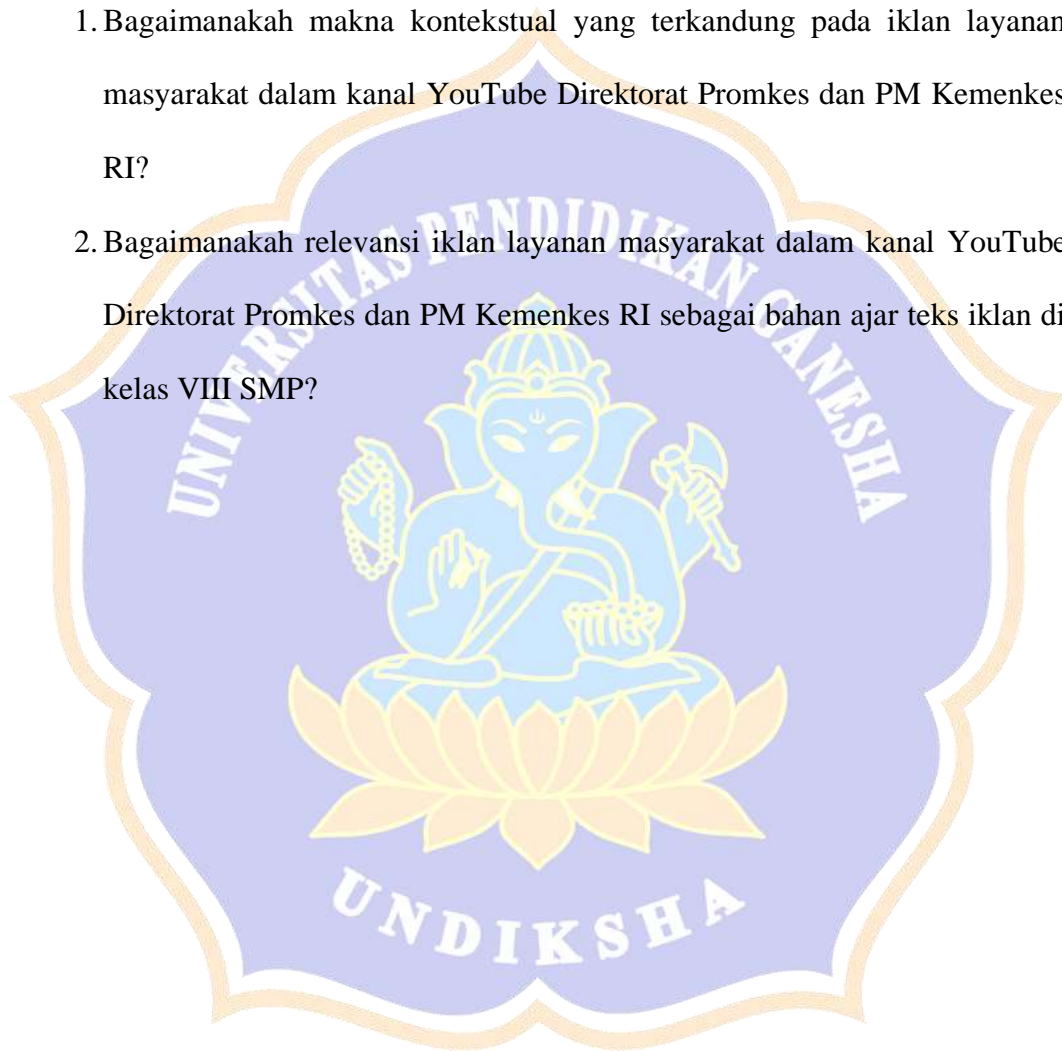 1. Bagaimanakah makna kontekstual yang terkandung pada iklan layanan
masyarakat dalam kanal YouTube Direktorat Promkes dan PM Kemenkes
RI?
2. Bagaimanakah relevansi iklan layanan masyarakat dalam kanal YouTube
Direktorat Promkes dan PM Kemenkes RI sebagai bahan ajar teks iklan di
kelas VIII SMP?
UNIVERSITAS PENDIDIKAN GANESHA
UNDIKSHA